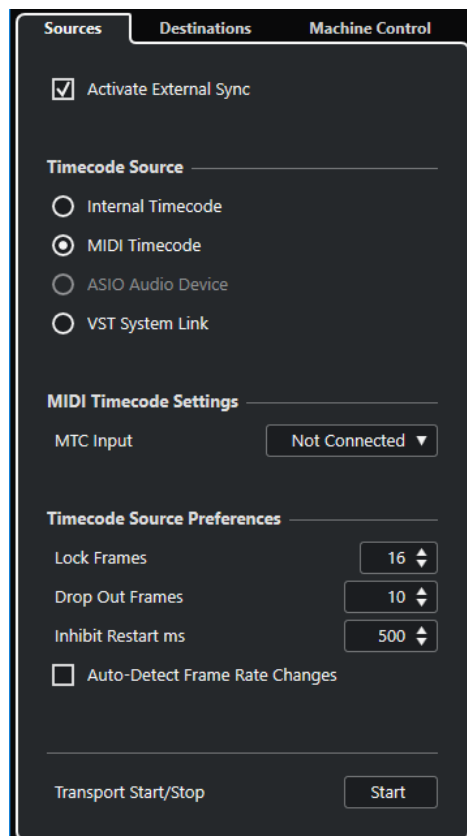 Sources Destinations Machine Control
Activate External Sync
Timecode Source
Internal Timecode
MIDI Timecode
ASIO Audio Device
VST System Link
MIDI Timecode Settings
MTC Input Not Connected
Timecode Source Preferences
Lock Frames 16
Drop Out Frames 10
Inhibit Restart ms 500
Auto-Detect Frame Rate Changes
Transport Start/Stop Start